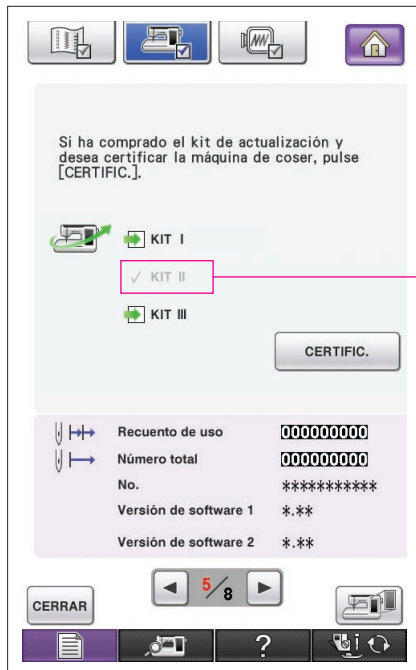 Si ha comprado el kit de actualización y
desea certificar la máquina de coser, pulse
[CERTIFIC.].
KIT I
✓ KIT II
KIT III
CERTIFIC.
Recuento de uso 000000000
Número total 000000000
No. ***********
Versión de software 1 *.**
Versión de software 2 *.**
5/8
CERRAR
?